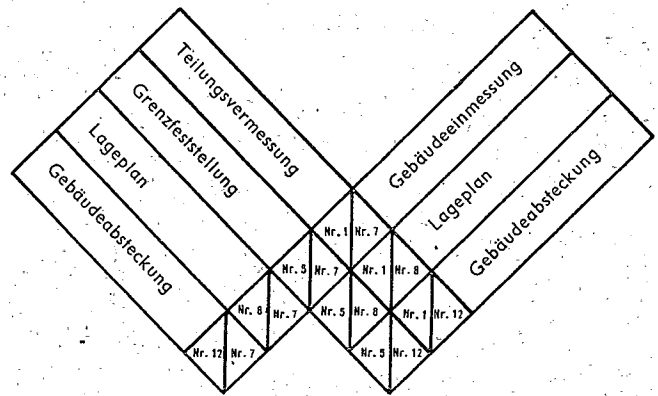 Teilungsvermessung
Grenzfeststellung
Lageplan
Gebäudeabsteckung
Gebäudeeinmessung
Lageplan
Gebäudeabsteckung
Nr. 1 Nr. 7
Nr. 5 Nr. 7 Nr. 1 Nr. 8
Nr. 8 Nr. 7 Nr. 5 Nr. 8 Nr. 1 Nr. 12
Nr. 12 Nr. 7 Nr. 5 Nr. 12